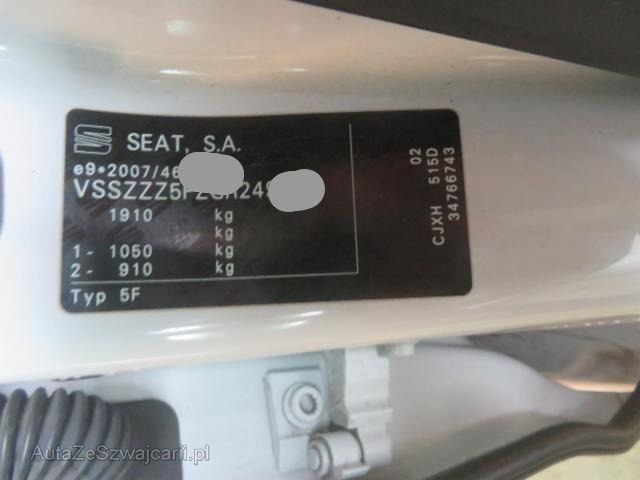 SEAT, S.A.
e9*2007/46
VSSZZZ5FZGR249
1910 kg
kg
1- 1050 kg
2- 910 kg
Typ 5F
02
CJXH 515D
34766743
AutaZeSzwajcarii.pl